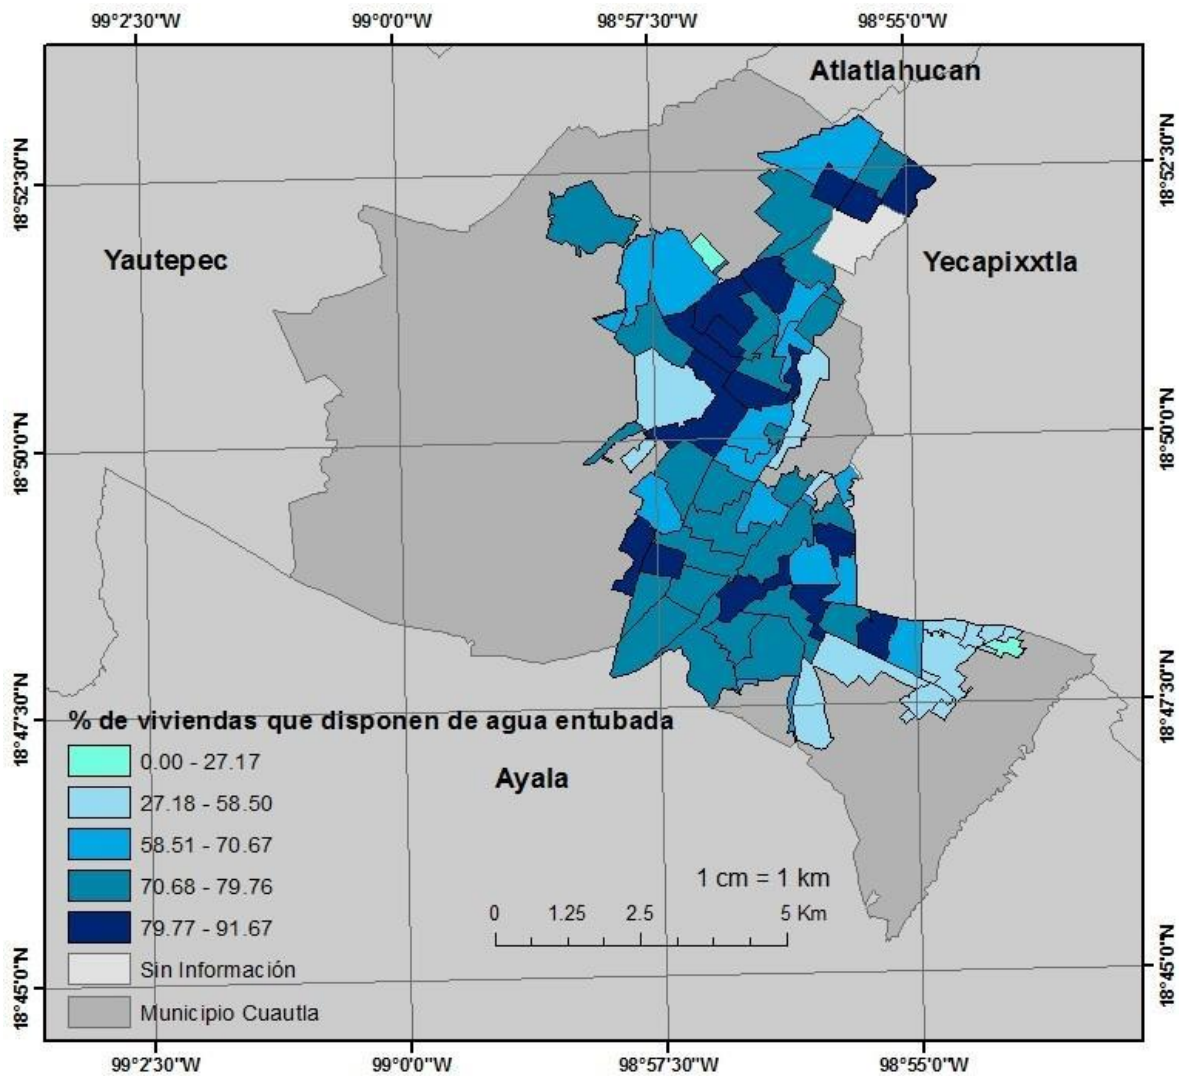 99°2'30"W 99°0'0"W 98°57'30"W 98°55'0"W
Atlatlahucan
18°52'30"N 18°52'30"N
Yautepec
Yecapixxtla
18°50'0"N 18°50'0"N
18°47'30"N 18°47'30"N
% de viviendas que disponen de agua entubada
0.00 - 27.17
Ayala
27.18 - 58.50
58.51 - 70.67
70.68 - 79.76
1 cm = 1 km
0 1.25 2.5 5 Km
79.77 - 91.67
Sin Información
Municipio Cuautla
18°45'0"N 18°45'0"N
99°2'30"W 99°0'0"W 98°57'30"W 98°55'0"W